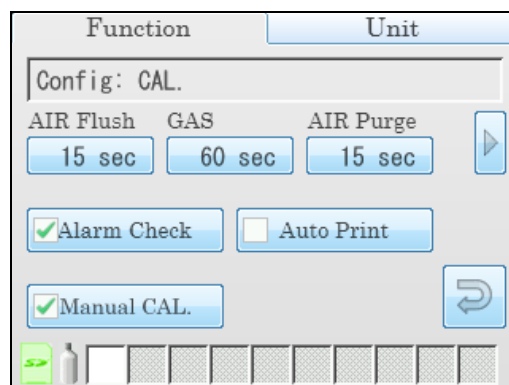 Function Unit
Config: CAL.
AIR Flush GAS AIR Purge
15 sec 60 sec 15 sec
Alarm Check Auto Print
Manual CAL.
SD